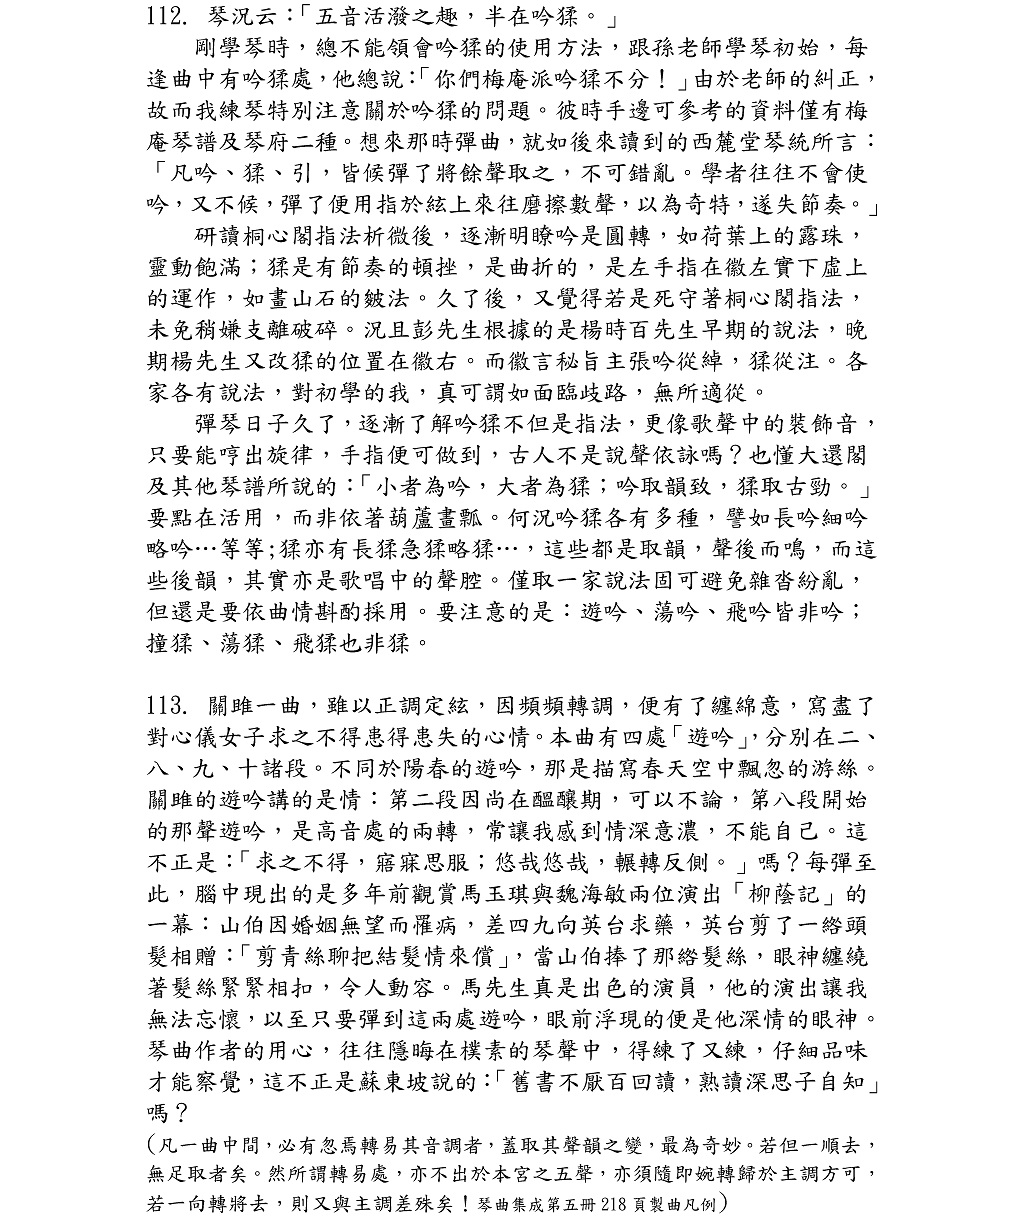 112. 琴況云：「五音活潑之趣，半在吟猱。」
剛學琴時，總不能領會吟猱的使用方法，跟孫老師學琴初始，每
逢曲中有吟猱處，他總說：「你們梅庵派吟猱不分！」由於老師的糾正，
故而我練琴特別注意關於吟猱的問題。彼時手邊可參考的資料僅有梅
庵琴譜及琴府二種。想來那時彈曲，就如後來讀到的西麓堂琴統所言：
「凡吟、猱、引，皆候彈了將餘聲取之，不可錯亂。學者往往不會使
吟，又不候，彈了便用指於絃上來往磨擦數聲，以為奇特，遂失節奏。」
研讀桐心閣指法析微後，逐漸明瞭吟是圓轉，如荷葉上的露珠，
靈動飽滿；猱是有節奏的頓挫，是曲折的，是左手指在徽左實下虛上
的運作，如畫山石的皴法。久了後，又覺得若是死守著桐心閣指法，
未免稍嫌支離破碎。況且彭先生根據的是楊時百先生早期的說法，晚
期楊先生又改猱的位置在徽右。而徽言秘旨主張吟從綽，猱從注。各
家各有說法，對初學的我，真可謂如面臨歧路，無所適從。
彈琴日子久了，逐漸了解吟猱不但是指法，更像歌聲中的裝飾音，
只要能哼出旋律，手指便可做到，古人不是說聲依詠嗎？也懂大還閣
及其他琴譜所說的：「小者為吟，大者為猱；吟取韻致，猱取古勁。」
要點在活用，而非依著葫蘆畫瓢。何況吟猱各有多種，譬如長吟細吟
略吟…等等;猱亦有長猱急猱略猱…，這些都是取韻，聲後而鳴，而這
些後韻，其實亦是歌唱中的聲腔。僅取一家說法固可避免雜沓紛亂，
但還是要依曲情斟酌採用。要注意的是：遊吟、蕩吟、飛吟皆非吟；
撞猱、蕩猱、飛猱也非猱。
113. 關雎一曲，雖以正調定絃，因頻頻轉調，便有了纏綿意，寫盡了
對心儀女子求之不得患得患失的心情。本曲有四處「遊吟」，分別在二、
八、九、十諸段。不同於陽春的遊吟，那是描寫春天空中飄忽的游絲。
關雎的遊吟講的是情：第二段因尚在醞釀期，可以不論，第八段開始
的那聲遊吟，是高音處的兩轉，常讓我感到情深意濃，不能自己。這
不正是：「求之不得，寤寐思服；悠哉悠哉，輾轉反側。」嗎？每彈至
此，腦中現出的是多年前觀賞馬玉琪與魏海敏兩位演出「柳蔭記」的
一幕：山伯因婚姻無望而罹病，差四九向英台求藥，英台剪了一綹頭
髮相贈：「剪青絲聊把結髮情來償」，當山伯捧了那綹髮絲，眼神纏繞
著髮絲緊緊相扣，令人動容。馬先生真是出色的演員，他的演出讓我
無法忘懷，以至只要彈到這兩處遊吟，眼前浮現的便是他深情的眼神。
琴曲作者的用心，往往隱晦在樸素的琴聲中，得練了又練，仔細品味
才能察覺，這不正是蘇東坡說的：「舊書不厭百回讀，熟讀深思子自知」
嗎？
(凡一曲中間，必有忽焉轉易其音調者，蓋取其聲韻之變，最為奇妙。若但一順去，
無足取者矣。然所謂轉易處，亦不出於本宮之五聲，亦須隨即婉轉歸於主調方可，
若一向轉將去，則又與主調差殊矣！琴曲集成第五冊 218 頁製曲凡例)